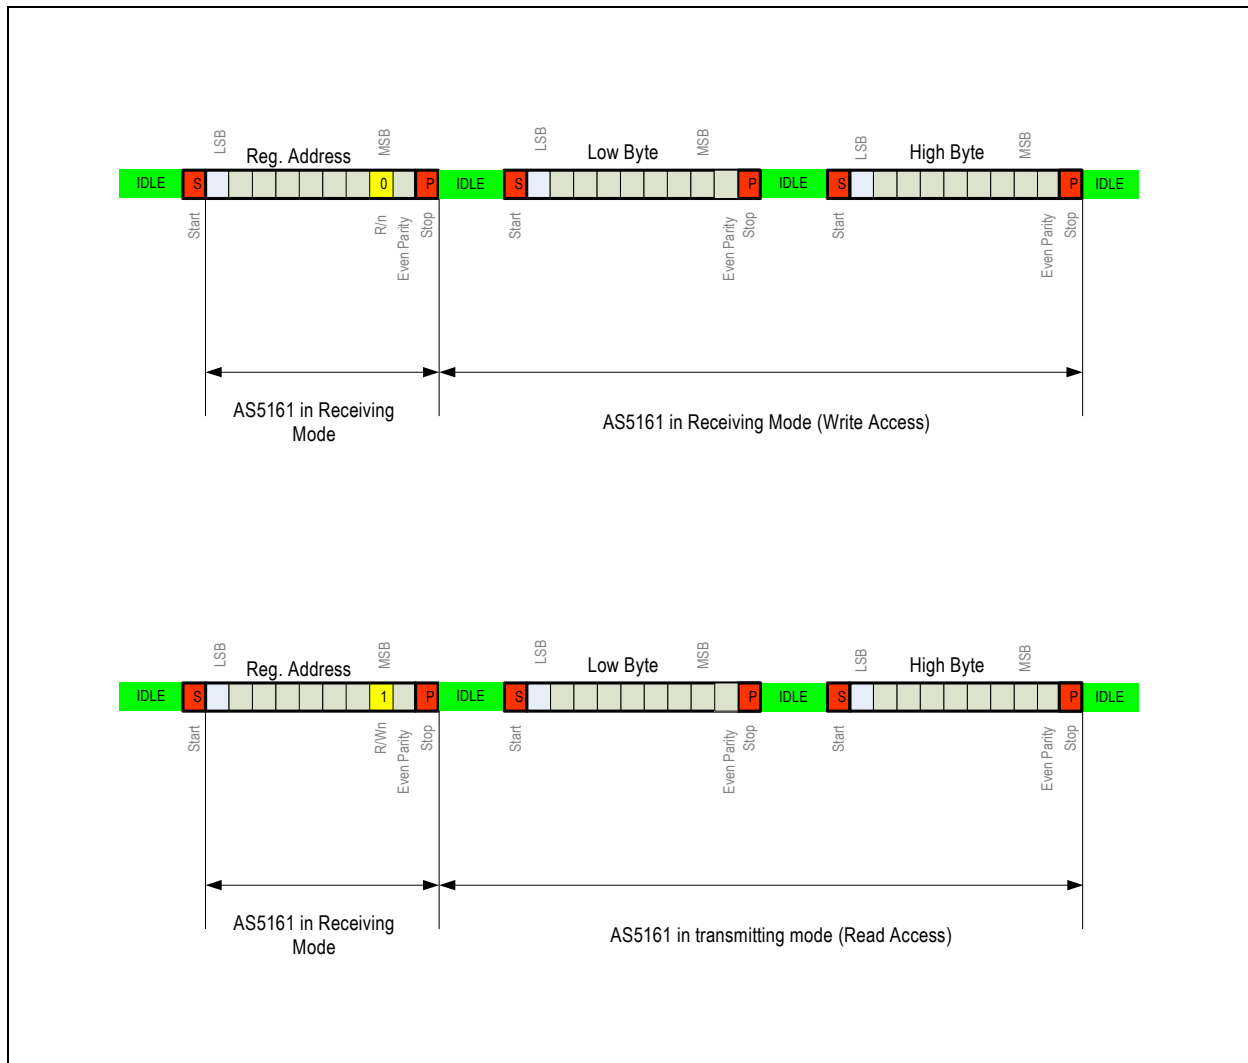 LSB MSB LSB MSB LSB MSB
Reg. Address Low Byte High Byte
IDLE S 0 P IDLE S P IDLE S P IDLE
Start R/n Even Parity Stop Start Even Parity Stop Start Even Parity Stop
AS5161 in Receiving
Mode
AS5161 in Receiving Mode (Write Access)
LSB MSB LSB MSB LSB MSB
Reg. Address Low Byte High Byte
IDLE S 1 P IDLE S P IDLE S P IDLE
Start R/Wn Even Parity Stop Start Even Parity Stop Start Even Parity Stop
AS5161 in Receiving
Mode
AS5161 in transmitting mode (Read Access)